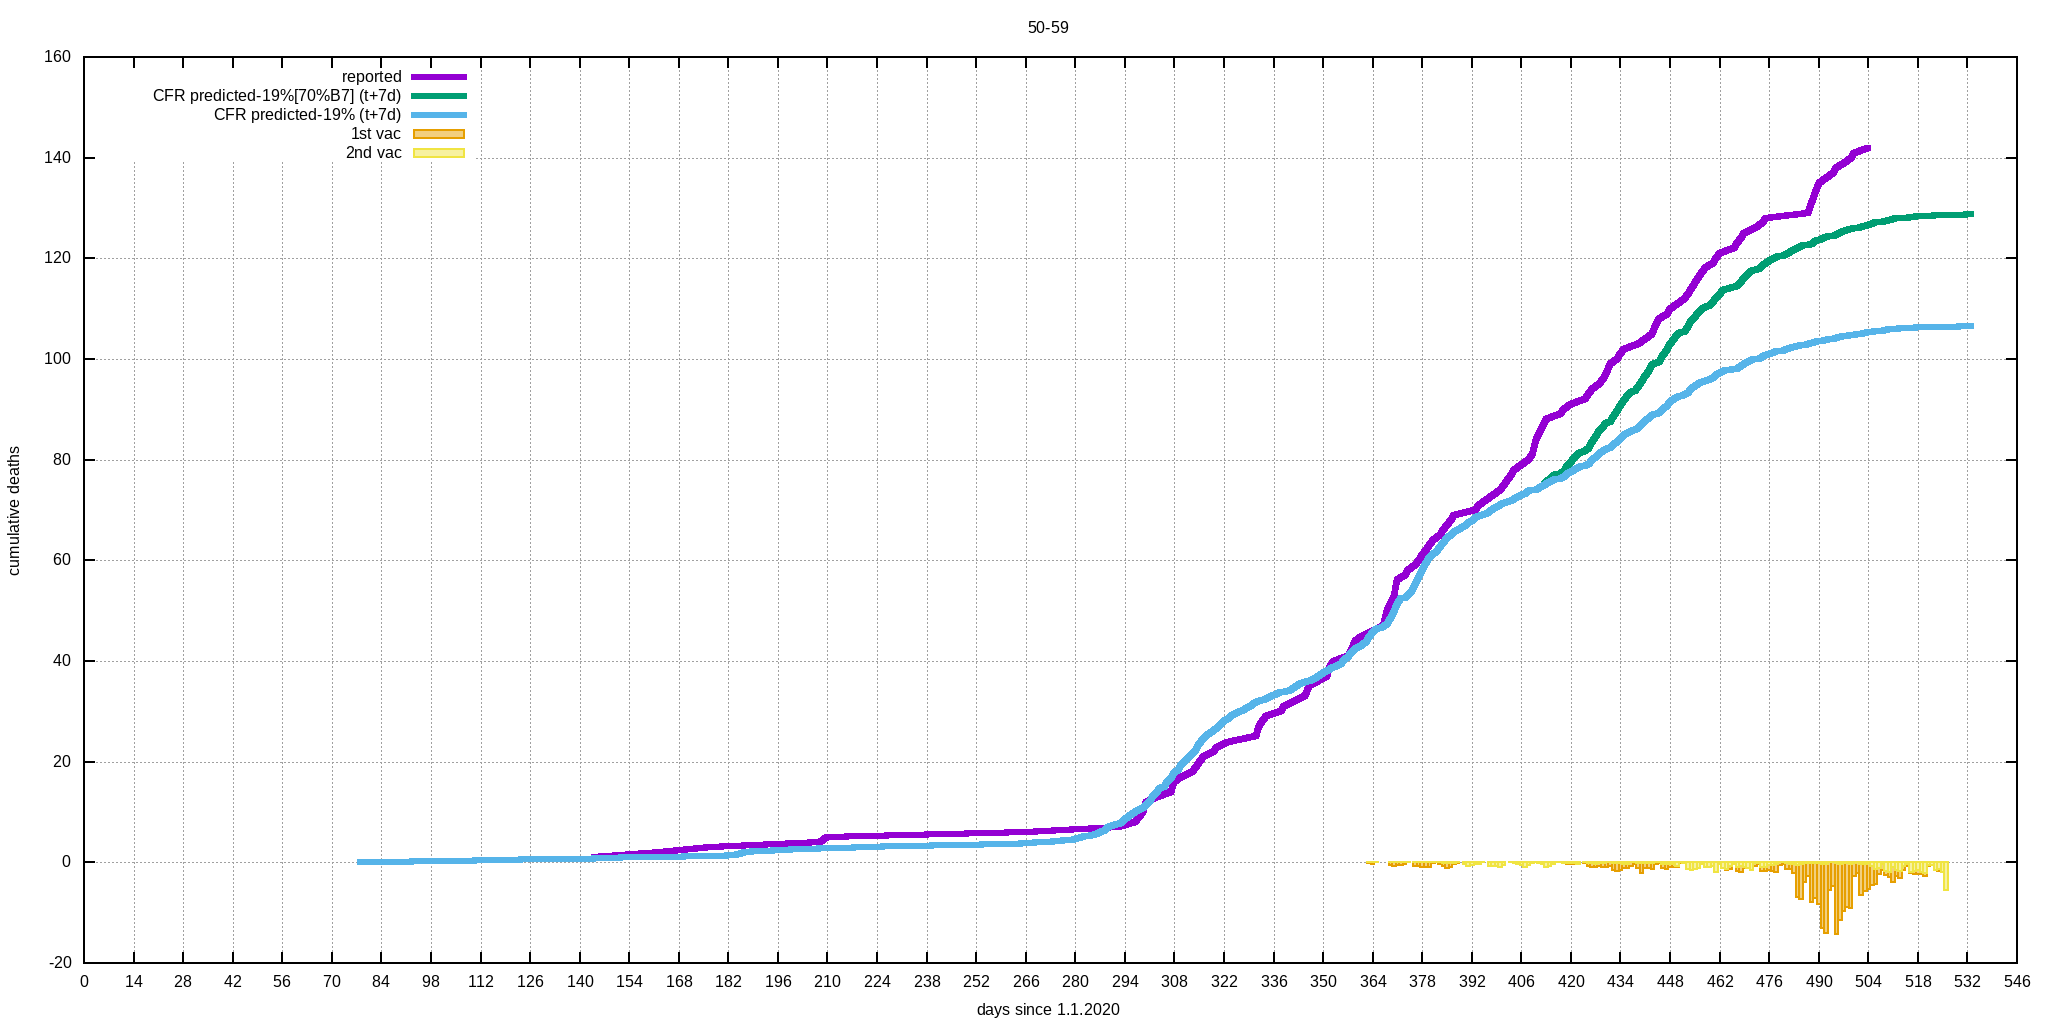 50-59
160
140
120
100
80
60
40
20
0
-20
reported
CFR predicted-19%[70%B7] (t+7d)
CFR predicted-19% (t+7d)
1st vac
2nd vac
cumulative deaths
0 14 28 42 56 70 84 98 112 126 140 154 168 182 196 210 224 238 252 266 280 294 308 322 336 350 364 378 392 406 420 434 448 462 476 490 504 518 532 546
days since 1.1.2020